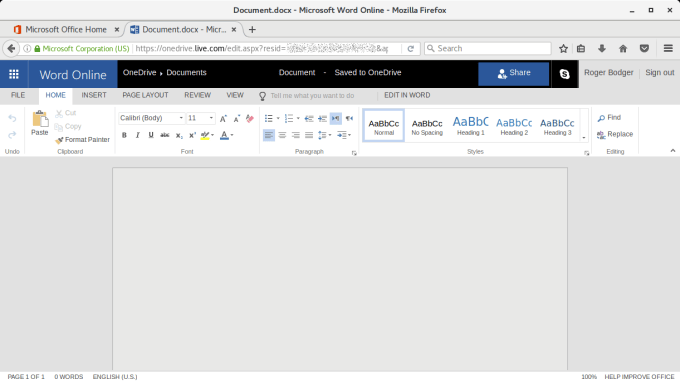 Document.docx - Microsoft Word Online - Mozilla Firefox
Microsoft Office Home
Document.docx - Micr...
Microsoft Corporation (US)
https://onedrive.live.com/edit.aspx?resid=
&ap
Search
Word Online
OneDrive
Documents
Document - Saved to OneDrive
Share
Roger Bodger
Sign out
FILE HOME INSERT PAGE LAYOUT REVIEW VIEW Tell me what you want to do EDIT IN WORD
Paste
Cut
Copy
Format Painter
Calibri (Body) 11
B I U abc x₂ x² A
AaBbCc Normal
AaBbCc No Spacing
AaBbC Heading 1
AaBbCc Heading 2
AaBbCc Heading 3
Find
Replace
Undo Clipboard Font Paragraph Styles Editing
PAGE 1 OF 1 0 WORDS ENGLISH (U.S.) 100% HELP IMPROVE OFFICE